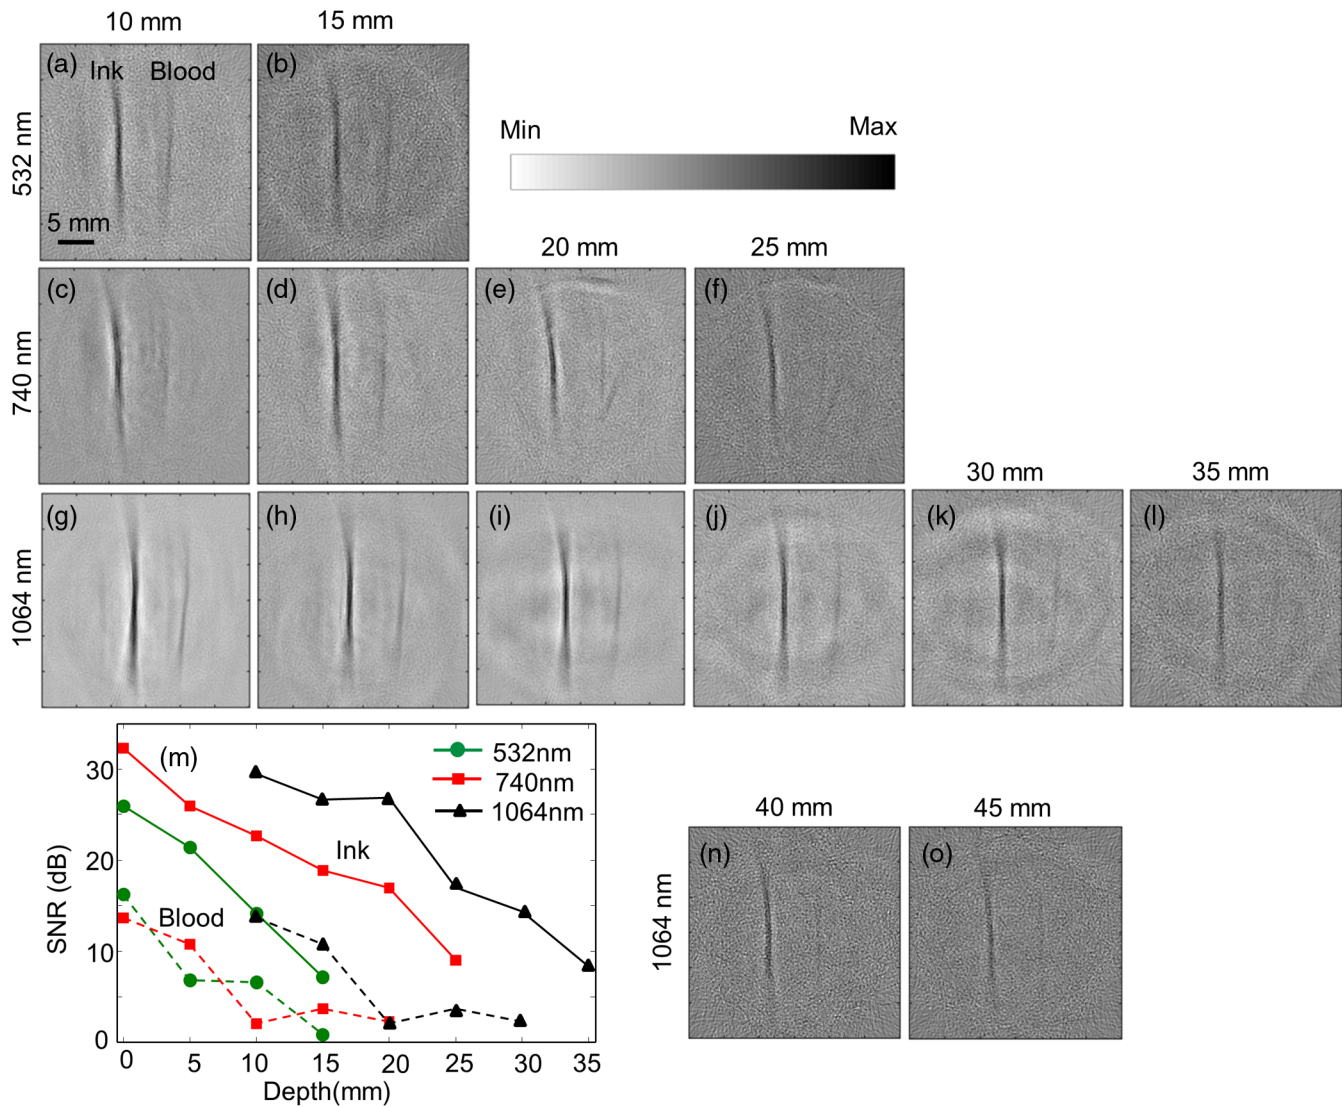 10 mm
15 mm
(a)
Ink
Blood
(b)
532 nm
5 mm
Min
Max
20 mm
25 mm
(c)
(d)
(e)
(f)
740 nm
30 mm
35 mm
(g)
(h)
(i)
(j)
(k)
(l)
1064 nm
(m)
532nm
740nm
1064nm
Ink
Blood
30
20
10
0
SNR (dB)
0 5 10 15 20 25 30 35
Depth(mm)
40 mm
45 mm
(n)
(o)
1064 nm